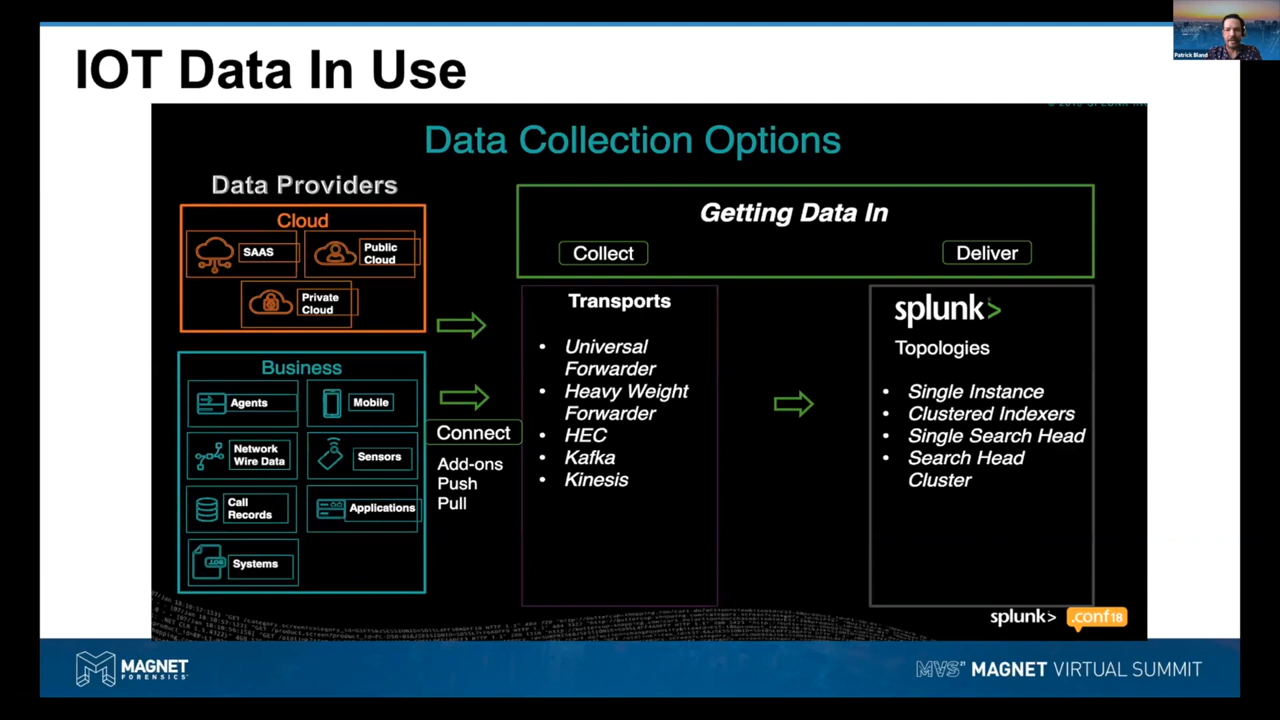 Patrick Bland
IOT Data In Use
Data Collection Options
Data Providers
Cloud
SAAS
Public
Cloud
Private
Cloud
Business
Agents
Mobile
Network
Wire Data
Sensors
Call
Records
Applications
Systems
Connect
Add-ons
Push
Pull
Getting Data In
Collect
Deliver
Transports
• Universal
Forwarder
• Heavy Weight
Forwarder
• HEC
• Kafka
• Kinesis
splunk>
Topologies
• Single Instance
• Clustered Indexers
• Single Search Head
• Search Head
Cluster
splunk> .conf18
MAGNET
FORENSICS
MVS21 MAGNET VIRTUAL SUMMIT